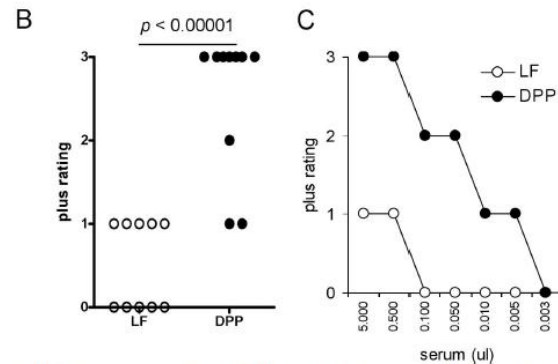 B
p < 0.00001
plus rating
3
2
1
0
LF
DPP
C
LF
DPP
plus rating
3
2
1
0
5.000
0.500
0.100
0.050
0.010
0.005
0.003
serum (ul)